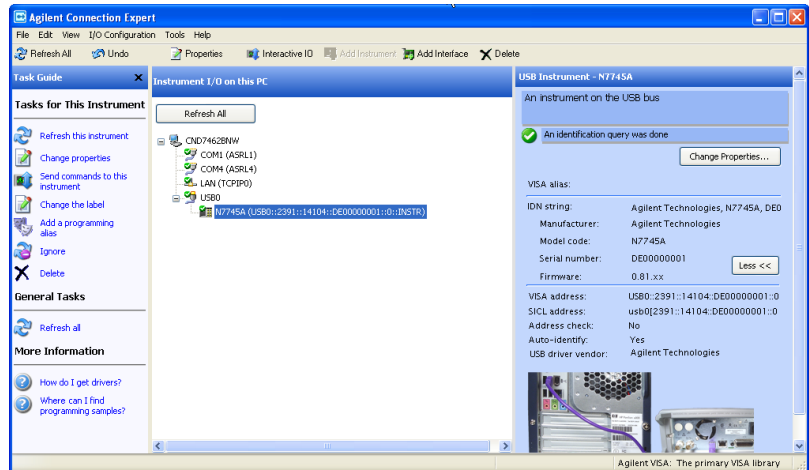 Agilent Connection Expert
File Edit View I/O Configuration Tools Help
Refresh All Undo Properties Interactive IO Add Instrument Add Interface Delete
Task Guide
Tasks for This Instrument
Refresh this instrument
Change properties
Send commands to this
instrument
Change the label
Add a programming
alias
Ignore
Delete
General Tasks
Refresh all
More Information
How do I get drivers?
Where can I find
programming samples?
Instrument I/O on this PC
Refresh All
CND7462BNW
COM1 (ASRL1)
COM4 (ASRL4)
LAN (TCPIP0)
USB0
N7745A (USB0::2391::14104::DE00000001::0::INSTR)
USB Instrument - N7745A
An instrument on the USB bus
An identification query was done
Change Properties...
VISA alias:
IDN string: Agilent Technologies, N7745A, DE0
Manufacturer: Agilent Technologies
Model code: N7745A
Serial number: DE00000001
Less <<
Firmware: 0.81.xx
VISA address: USB0::2391::14104::DE00000001::0
SICL address: usb0[2391::14104::DE00000001::0
Address check: No
Auto-identify: Yes
USB driver vendor: Agilent Technologies
Agilent VISA: The primary VISA library